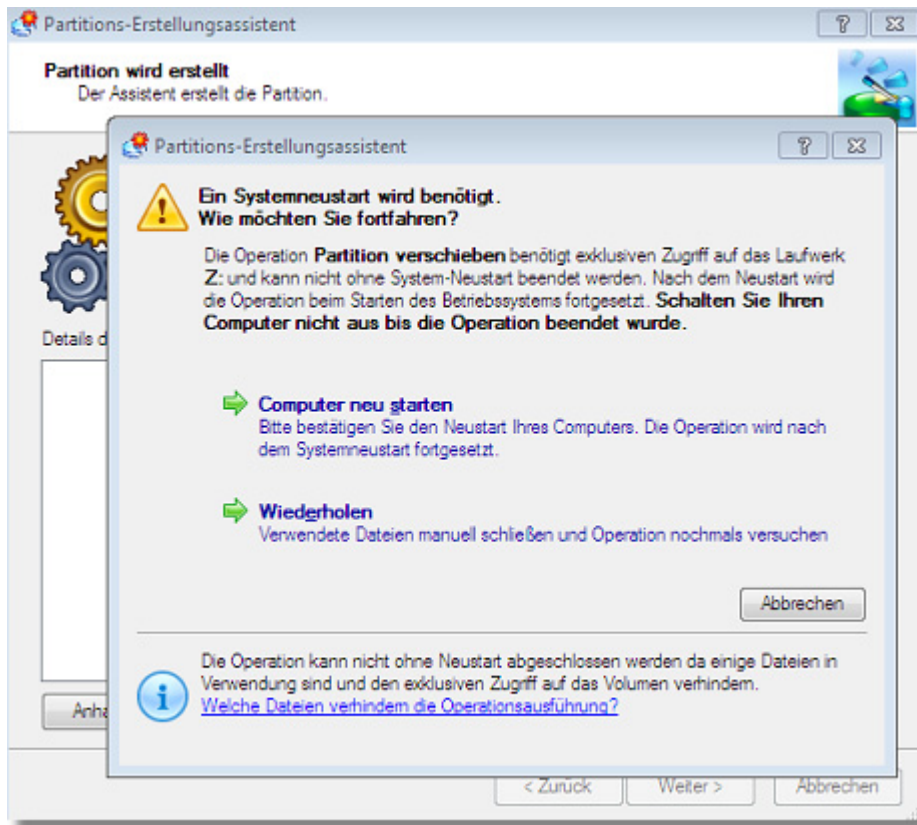 Partitions-Erstellungsassistent
Partition wird erstellt
Der Assistent erstellt die Partition.
Partitions-Erstellungsassistent
Ein Systemneustart wird benötigt.
Wie möchten Sie fortfahren?
Die Operation Partition verschieben benötigt exklusiven Zugriff auf das Laufwerk
Z: und kann nicht ohne System-Neustart beendet werden. Nach dem Neustart wird
die Operation beim Starten des Betriebssystems fortgesetzt. Schalten Sie Ihren
Computer nicht aus bis die Operation beendet wurde.
Details d
Computer neu starten
Bitte bestätigen Sie den Neustart Ihres Computers. Die Operation wird nach
dem Systemneustart fortgesetzt.
Wiederholen
Verwendete Dateien manuell schließen und Operation nochmals versuchen
Abbrechen
Die Operation kann nicht ohne Neustart abgeschlossen werden da einige Dateien in
Verwendung sind und den exklusiven Zugriff auf das Volumen verhindern.
Welche Dateien verhindern die Operationsausführung?
Anha
< Zurück
Weiter >
Abbrechen